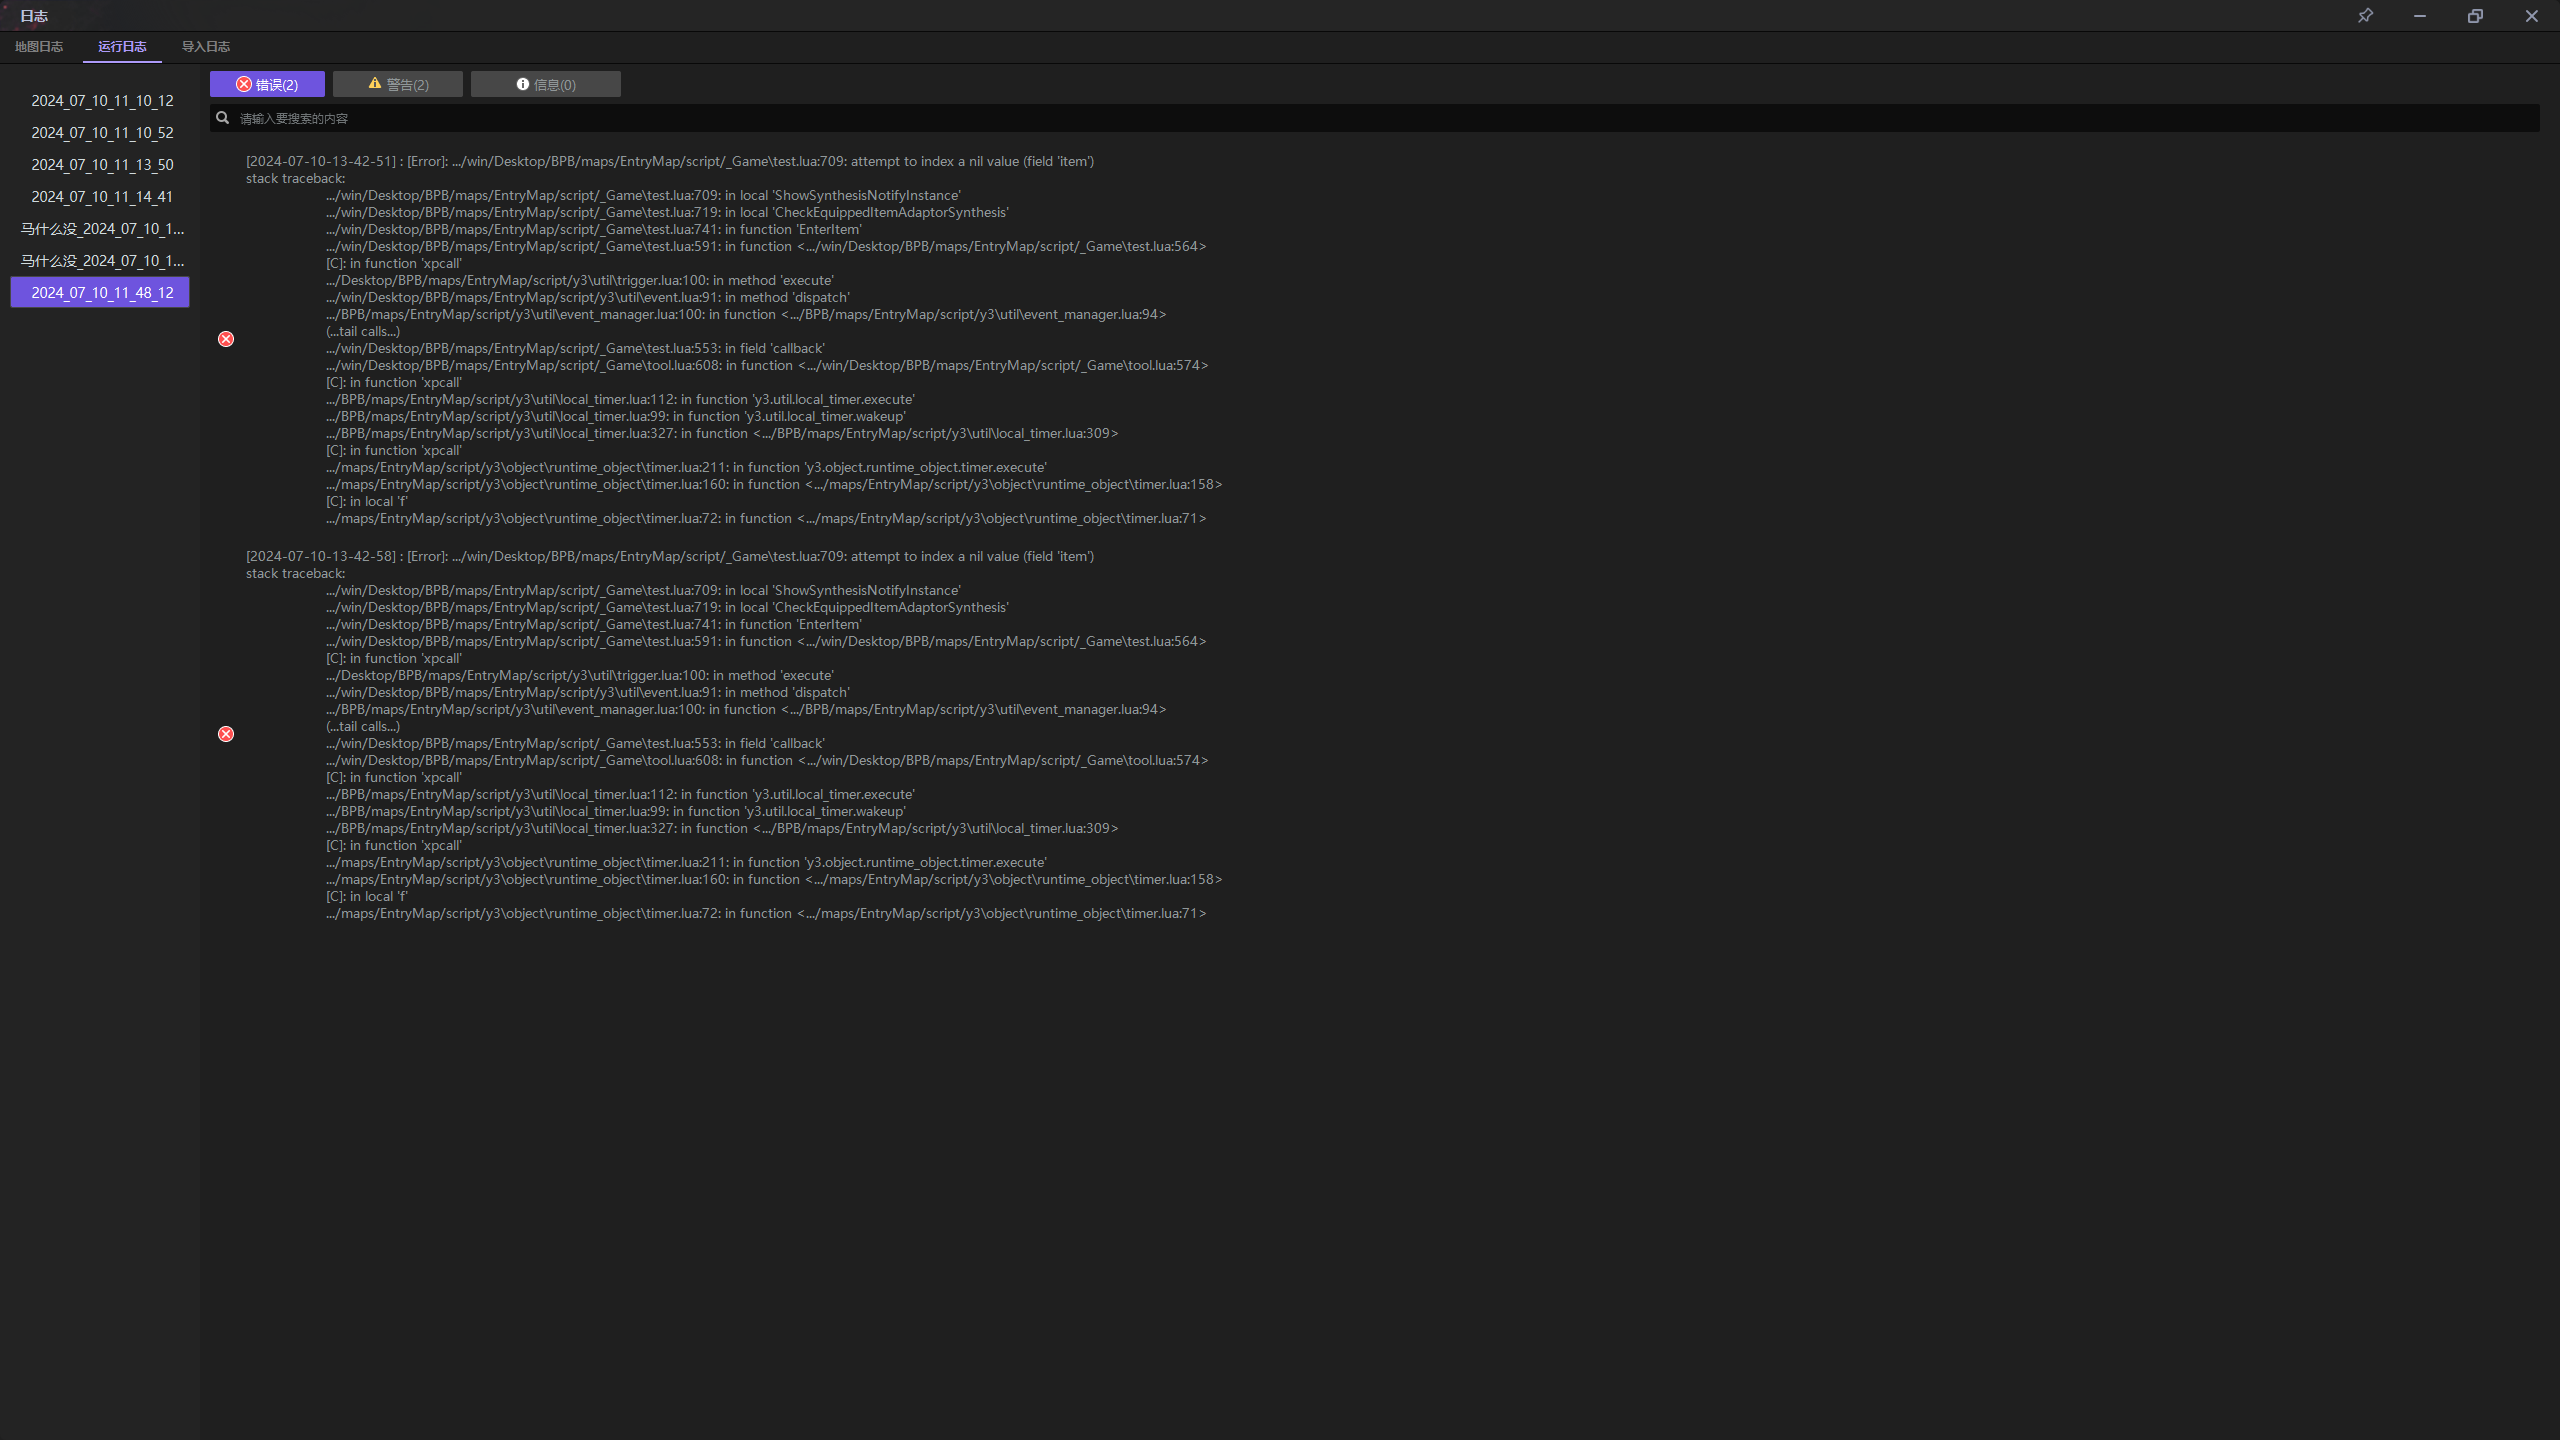 日志
地图日志 运行日志 导入日志
错误(2) 警告(2) 信息(0)
请输入要搜索的内容
2024_07_10_11_10_12
2024_07_10_11_10_52
2024_07_10_11_13_50
2024_07_10_11_14_41
马什么没_2024_07_10_1...
马什么没_2024_07_10_1...
2024_07_10_11_48_12
[2024-07-10-13-42-51] : [Error]: .../win/Desktop/BPB/maps/EntryMap/script/_Game\test.lua:709: attempt to index a nil value (field 'item')
stack traceback:
.../win/Desktop/BPB/maps/EntryMap/script/_Game\test.lua:709: in local 'ShowSynthesisNotifyInstance'
.../win/Desktop/BPB/maps/EntryMap/script/_Game\test.lua:719: in local 'CheckEquippedItemAdaptorSynthesis'
.../win/Desktop/BPB/maps/EntryMap/script/_Game\test.lua:741: in function 'EnterItem'
.../win/Desktop/BPB/maps/EntryMap/script/_Game\test.lua:591: in function <.../win/Desktop/BPB/maps/EntryMap/script/_Game\test.lua:564>
[C]: in function 'xpcall'
.../Desktop/BPB/maps/EntryMap/script/y3\util\trigger.lua:100: in method 'execute'
.../win/Desktop/BPB/maps/EntryMap/script/y3\util\event.lua:91: in method 'dispatch'
.../BPB/maps/EntryMap/script/y3\util\event_manager.lua:100: in function <.../BPB/maps/EntryMap/script/y3\util\event_manager.lua:94>
(...tail calls...)
.../win/Desktop/BPB/maps/EntryMap/script/_Game\test.lua:553: in field 'callback'
.../win/Desktop/BPB/maps/EntryMap/script/_Game\tool.lua:608: in function <.../win/Desktop/BPB/maps/EntryMap/script/_Game\tool.lua:574>
[C]: in function 'xpcall'
.../BPB/maps/EntryMap/script/y3\util\local_timer.lua:112: in function 'y3.util.local_timer.execute'
.../BPB/maps/EntryMap/script/y3\util\local_timer.lua:99: in function 'y3.util.local_timer.wakeup'
.../BPB/maps/EntryMap/script/y3\util\local_timer.lua:327: in function <.../BPB/maps/EntryMap/script/y3\util\local_timer.lua:309>
[C]: in function 'xpcall'
.../maps/EntryMap/script/y3\object\runtime_object\timer.lua:211: in function 'y3.object.runtime_object.timer.execute'
.../maps/EntryMap/script/y3\object\runtime_object\timer.lua:160: in function <.../maps/EntryMap/script/y3\object\runtime_object\timer.lua:158>
[C]: in local 'f'
.../maps/EntryMap/script/y3\object\runtime_object\timer.lua:72: in function <.../maps/EntryMap/script/y3\object\runtime_object\timer.lua:71>
[2024-07-10-13-42-58] : [Error]: .../win/Desktop/BPB/maps/EntryMap/script/_Game\test.lua:709: attempt to index a nil value (field 'item')
stack traceback:
.../win/Desktop/BPB/maps/EntryMap/script/_Game\test.lua:709: in local 'ShowSynthesisNotifyInstance'
.../win/Desktop/BPB/maps/EntryMap/script/_Game\test.lua:719: in local 'CheckEquippedItemAdaptorSynthesis'
.../win/Desktop/BPB/maps/EntryMap/script/_Game\test.lua:741: in function 'EnterItem'
.../win/Desktop/BPB/maps/EntryMap/script/_Game\test.lua:591: in function <.../win/Desktop/BPB/maps/EntryMap/script/_Game\test.lua:564>
[C]: in function 'xpcall'
.../Desktop/BPB/maps/EntryMap/script/y3\util\trigger.lua:100: in method 'execute'
.../win/Desktop/BPB/maps/EntryMap/script/y3\util\event.lua:91: in method 'dispatch'
.../BPB/maps/EntryMap/script/y3\util\event_manager.lua:100: in function <.../BPB/maps/EntryMap/script/y3\util\event_manager.lua:94>
(...tail calls...)
.../win/Desktop/BPB/maps/EntryMap/script/_Game\test.lua:553: in field 'callback'
.../win/Desktop/BPB/maps/EntryMap/script/_Game\tool.lua:608: in function <.../win/Desktop/BPB/maps/EntryMap/script/_Game\tool.lua:574>
[C]: in function 'xpcall'
.../BPB/maps/EntryMap/script/y3\util\local_timer.lua:112: in function 'y3.util.local_timer.execute'
.../BPB/maps/EntryMap/script/y3\util\local_timer.lua:99: in function 'y3.util.local_timer.wakeup'
.../BPB/maps/EntryMap/script/y3\util\local_timer.lua:327: in function <.../BPB/maps/EntryMap/script/y3\util\local_timer.lua:309>
[C]: in function 'xpcall'
.../maps/EntryMap/script/y3\object\runtime_object\timer.lua:211: in function 'y3.object.runtime_object.timer.execute'
.../maps/EntryMap/script/y3\object\runtime_object\timer.lua:160: in function <.../maps/EntryMap/script/y3\object\runtime_object\timer.lua:158>
[C]: in local 'f'
.../maps/EntryMap/script/y3\object\runtime_object\timer.lua:72: in function <.../maps/EntryMap/script/y3\object\runtime_object\timer.lua:71>